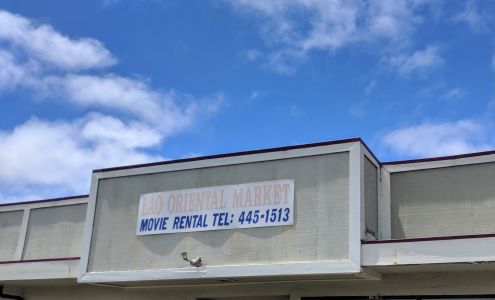 LAO ORIENTAL MARKET
MOVIE RENTAL TEL: 445-1513